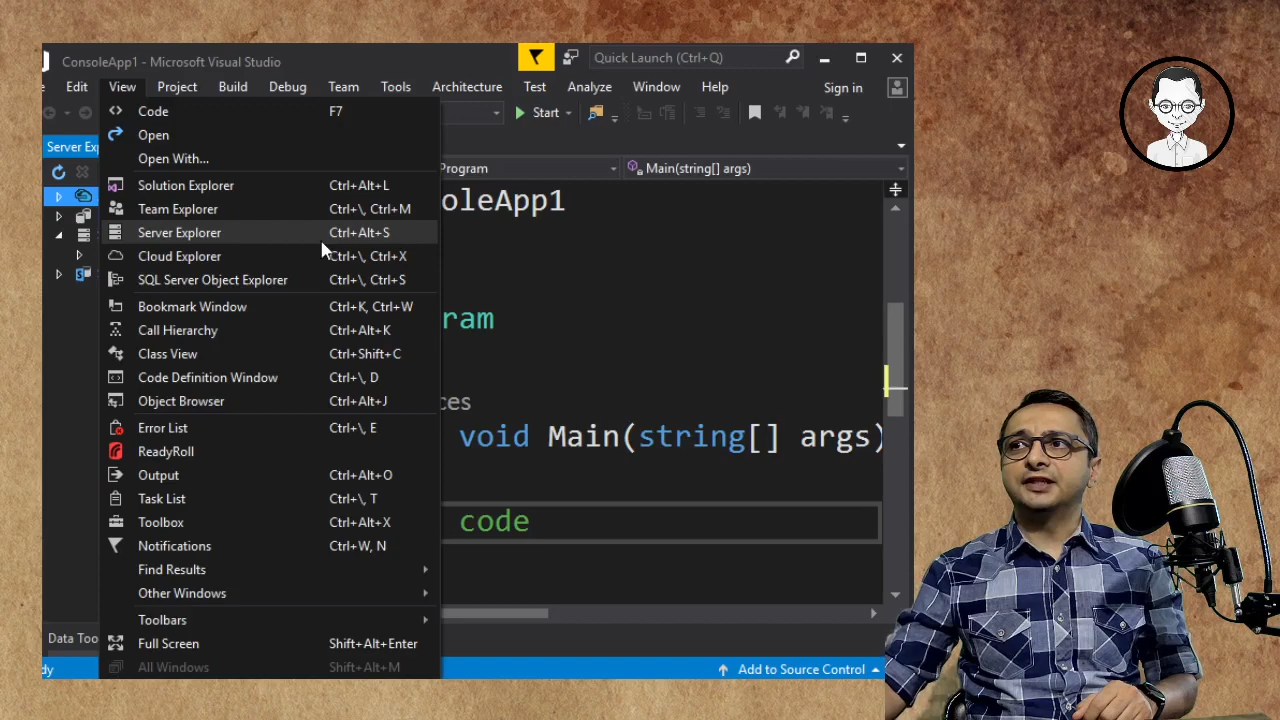 ConsoleApp1 - Microsoft Visual Studio
Quick Launch (Ctrl+Q)
Edit View Project Build Debug Team Tools Architecture Test Analyze Window Help Sign in
Start
Server Exp
Program
Main(string[] args)
Code F7
Open
Open With...
Solution Explorer Ctrl+Alt+L
Team Explorer Ctrl+\, Ctrl+M
Server Explorer Ctrl+Alt+S
Cloud Explorer Ctrl+\, Ctrl+X
SQL Server Object Explorer Ctrl+\, Ctrl+S
Bookmark Window Ctrl+K, Ctrl+W
Call Hierarchy Ctrl+Alt+K
Class View Ctrl+Shift+C
Code Definition Window Ctrl+\, D
Object Browser Ctrl+Alt+J
Error List Ctrl+\, E
ReadyRoll
Output Ctrl+Alt+O
Task List Ctrl+\, T
Toolbox Ctrl+Alt+X
Notifications Ctrl+W, N
Find Results
Other Windows
Toolbars
Full Screen Shift+Alt+Enter
All Windows Shift+Alt+M
oleApp1
ram
ces
void Main(string[] args)
code
Data Too
dy
Add to Source Control